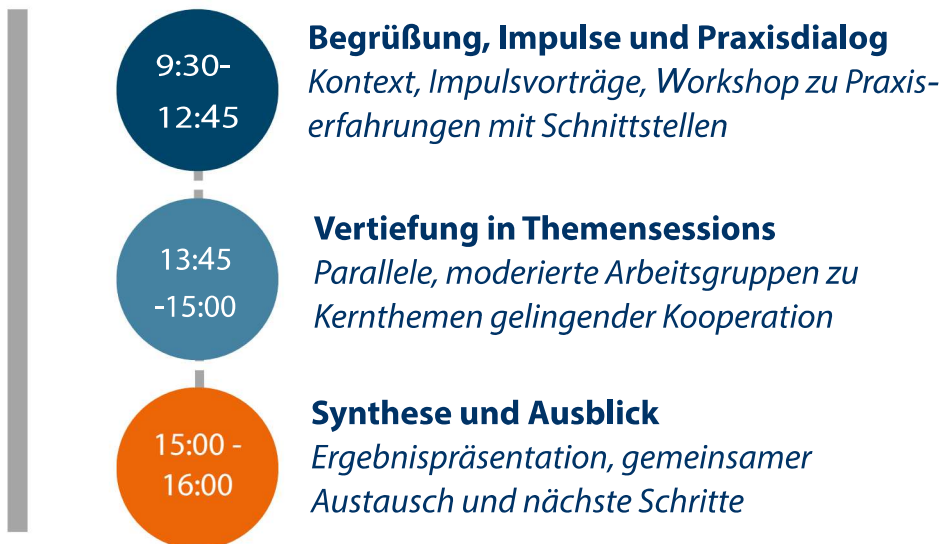 9:30-
12:45
Begrüßung, Impulse und Praxisdialog
Kontext, Impulsvorträge, Workshop zu Praxis-
erfahrungen mit Schnittstellen
13:45
-15:00
Vertiefung in Themensessions
Parallele, moderierte Arbeitsgruppen zu
Kernthemen gelingender Kooperation
15:00 -
16:00
Synthese und Ausblick
Ergebnispräsentation, gemeinsamer
Austausch und nächste Schritte